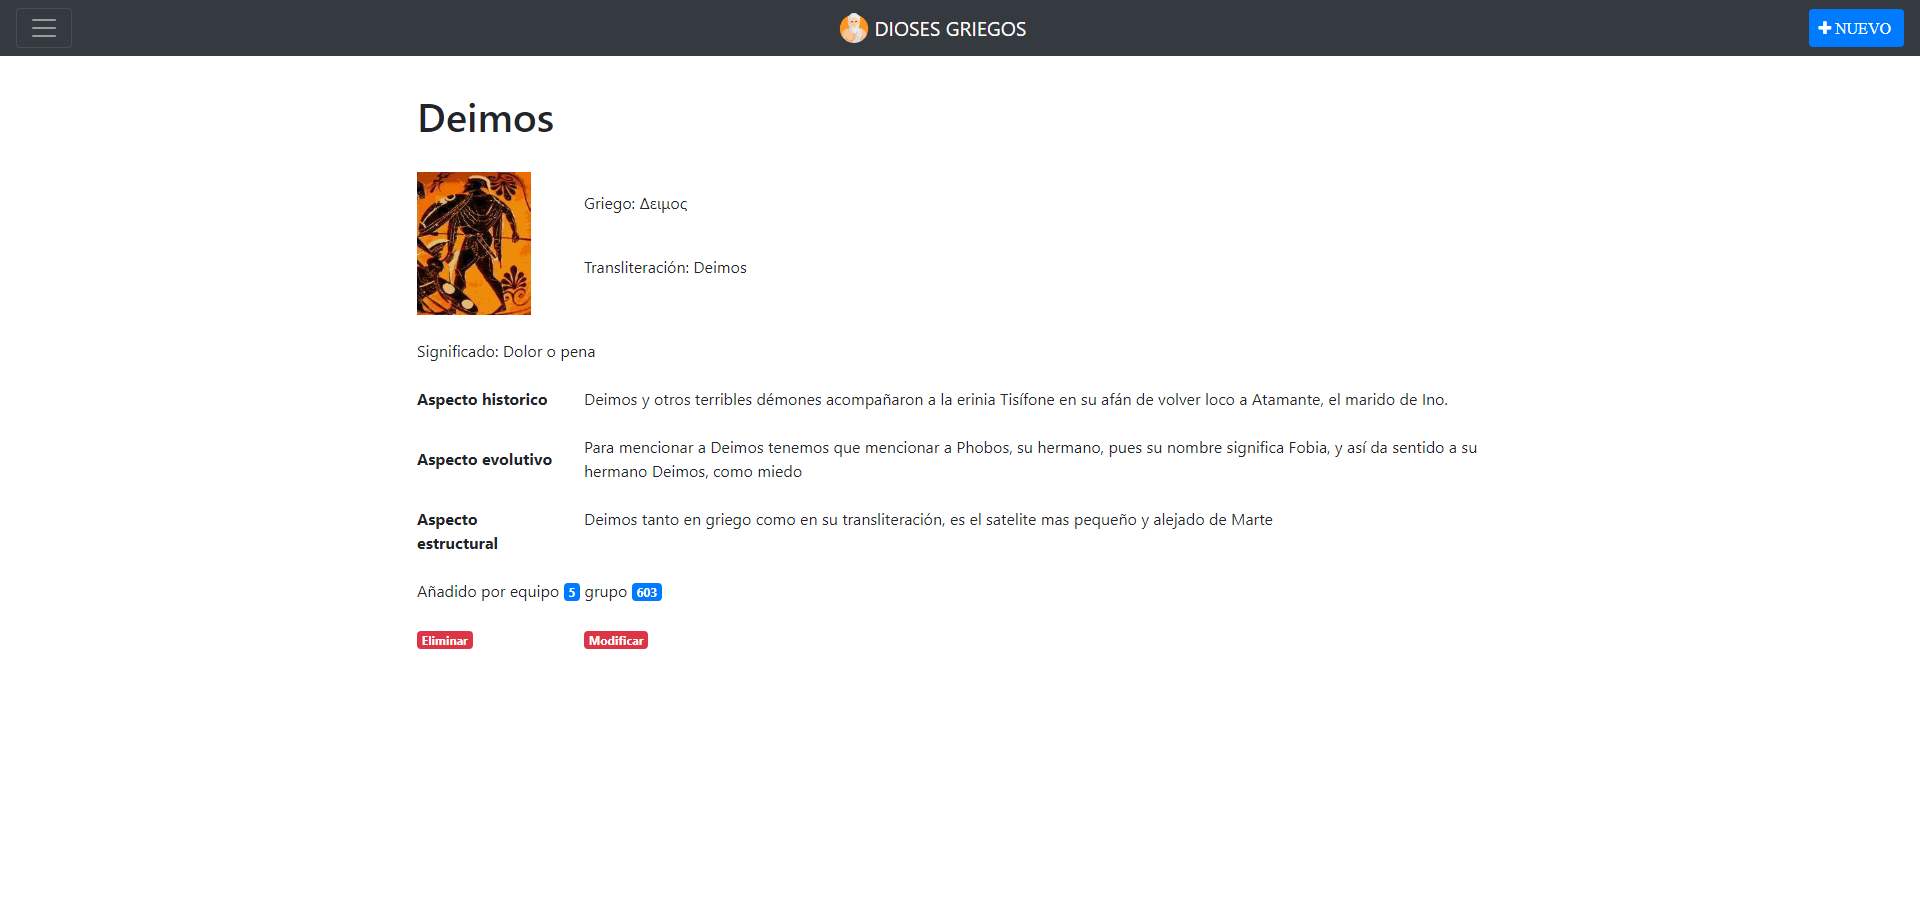 DIOSES GRIEGOS
NUEVO
Deimos
Griego: Δειμος
Transliteración: Deimos
Significado: Dolor o pena
Aspecto historico
Deimos y otros terribles démones acompañaron a la erinia Tisífone en su afán de volver loco a Atamante, el marido de Ino.
Aspecto evolutivo
Para mencionar a Deimos tenemos que mencionar a Phobos, su hermano, pues su nombre significa Fobia, y así da sentido a su
hermano Deimos, como miedo
Aspecto
estructural
Deimos tanto en griego como en su transliteración, es el satelite mas pequeño y alejado de Marte
Añadido por equipo 5 grupo 603
Eliminar
Modificar